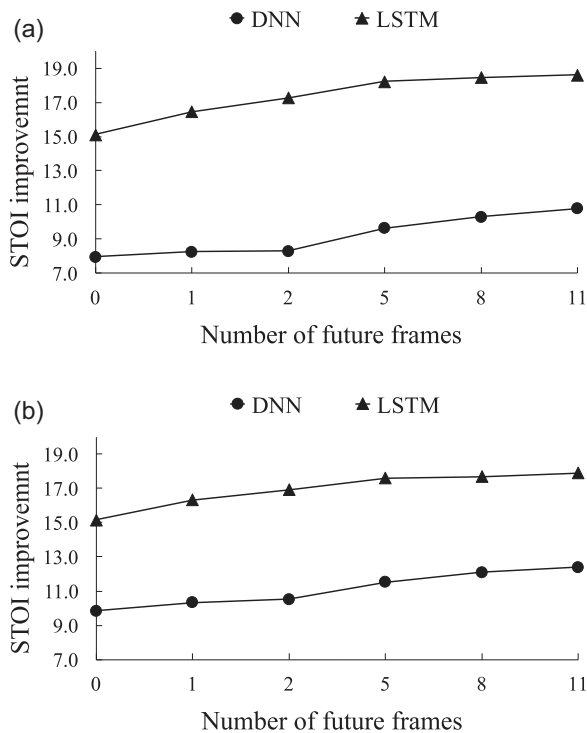 (a)
DNN LSTM
19.0
17.0
15.0
13.0
11.0
9.0
7.0
STOI improvemnt
0 1 2 5 8 11
Number of future frames
(b)
DNN LSTM
19.0
17.0
15.0
13.0
11.0
9.0
7.0
STOI improvemnt
0 1 2 5 8 11
Number of future frames